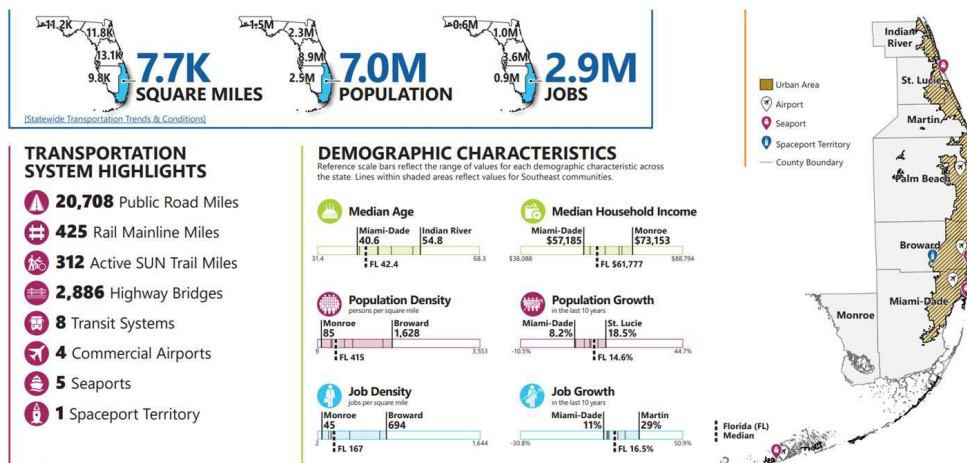 11.2K
11.8K
13.1K
9.8K
7.7K
SQUARE MILES
1.5M
2.3M
8.9M
2.5M
7.0M
POPULATION
0.6M
1.0M
3.6M
0.9M
2.9M
JOBS
[Statewide Transportation Trends & Conditions]
TRANSPORTATION
SYSTEM HIGHLIGHTS
20,708 Public Road Miles
425 Rail Mainline Miles
312 Active SUN Trail Miles
2,886 Highway Bridges
8 Transit Systems
4 Commercial Airports
5 Seaports
1 Spaceport Territory
DEMOGRAPHIC CHARACTERISTICS
Reference scale bars reflect the range of values for each demographic characteristic across
the state. Lines within shaded areas reflect values for Southeast communities.
Median Age
Miami-Dade
40.6
Indian River
54.8
31.4
68.3
FL 42.4
Median Household Income
Miami-Dade
$57,185
Monroe
$73,153
$38,088
$88,794
FL $61,777
Population Density
persons per square mile
Monroe
85
Broward
1,628
9
3,553
FL 415
Population Growth
in the last 10 years
Miami-Dade
8.2%
St. Lucie
18.5%
-10.5%
44.7%
FL 14.6%
Job Density
jobs per square mile
Monroe
45
Broward
694
2
1,644
FL 167
Job Growth
in the last 10 years
Miami-Dade
11%
Martin
29%
-30.8%
50.9%
FL 16.5%
Florida (FL)
Median
Urban Area
Airport
Seaport
Spaceport Territory
County Boundary
Indian
River
St. Lucie
Martin
Palm Beach
Broward
Miami-Dade
Monroe